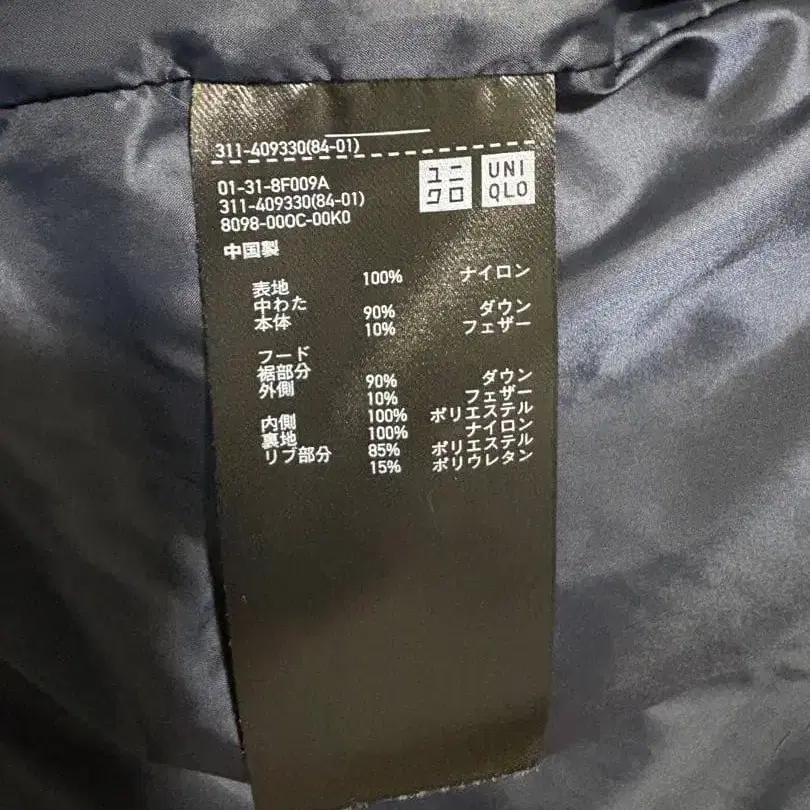 311-409330(84-01)
ユニ
クロ
UNI
QLO
01-31-8F009A
311-409330(84-01)
8098-000C-00K0
中国製
表地 100% ナイロン
中わた
本体 90% ダウン
10% フェザー
フード
裾部分
外側 90% ダウン
10% フェザー
内側 100% ポリエステル
裏地 100% ナイロン
リブ部分 85% ポリエステル
15% ポリウレタン